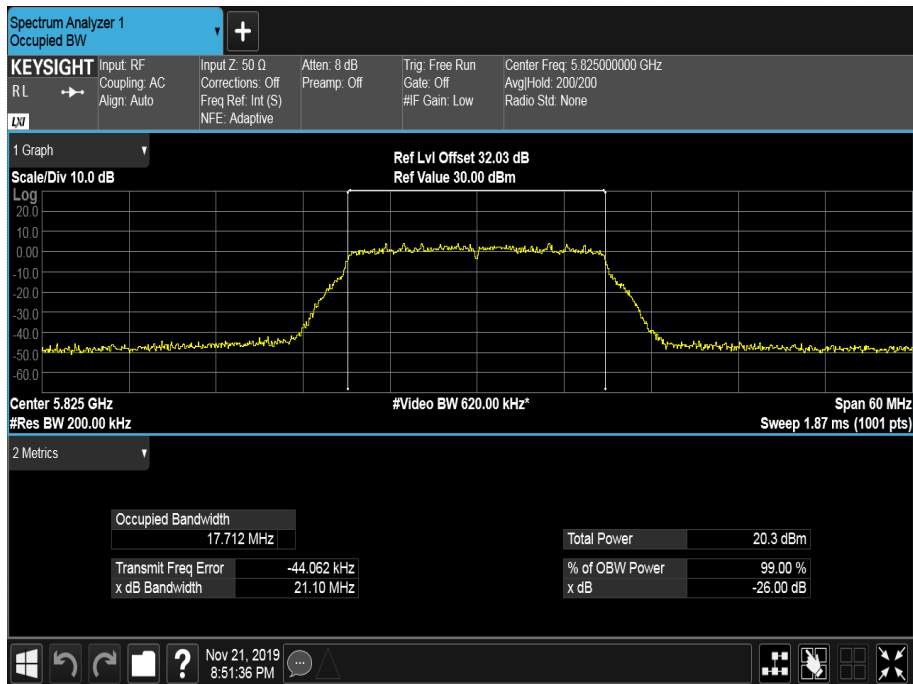 Spectrum Analyzer 1
Occupied BW
▼
+
KEYSIGHT
RL
LXI
Input: RF
Coupling: AC
Align: Auto
Input Z: 50 Ω
Corrections: Off
Freq Ref: Int (S)
NFE: Adaptive
Atten: 8 dB
Preamp: Off
Trig: Free Run
Gate: Off
#IF Gain: Low
Center Freq: 5.825000000 GHz
Avg|Hold: 200/200
Radio Std: None
1 Graph ▼
Scale/Div 10.0 dB
Ref Lvl Offset 32.03 dB
Ref Value 30.00 dBm
Log
20.0
10.0
0.00
-10.0
-20.0
-30.0
-40.0
-50.0
-60.0
Center 5.825 GHz
#Res BW 200.00 kHz
#Video BW 620.00 kHz*
Span 60 MHz
Sweep 1.87 ms (1001 pts)
2 Metrics ▼
Occupied Bandwidth
17.712 MHz
Transmit Freq Error -44.062 kHz
x dB Bandwidth 21.10 MHz
Total Power 20.3 dBm
% of OBW Power 99.00 %
x dB -26.00 dB
?
Nov 21, 2019
8:51:36 PM
...